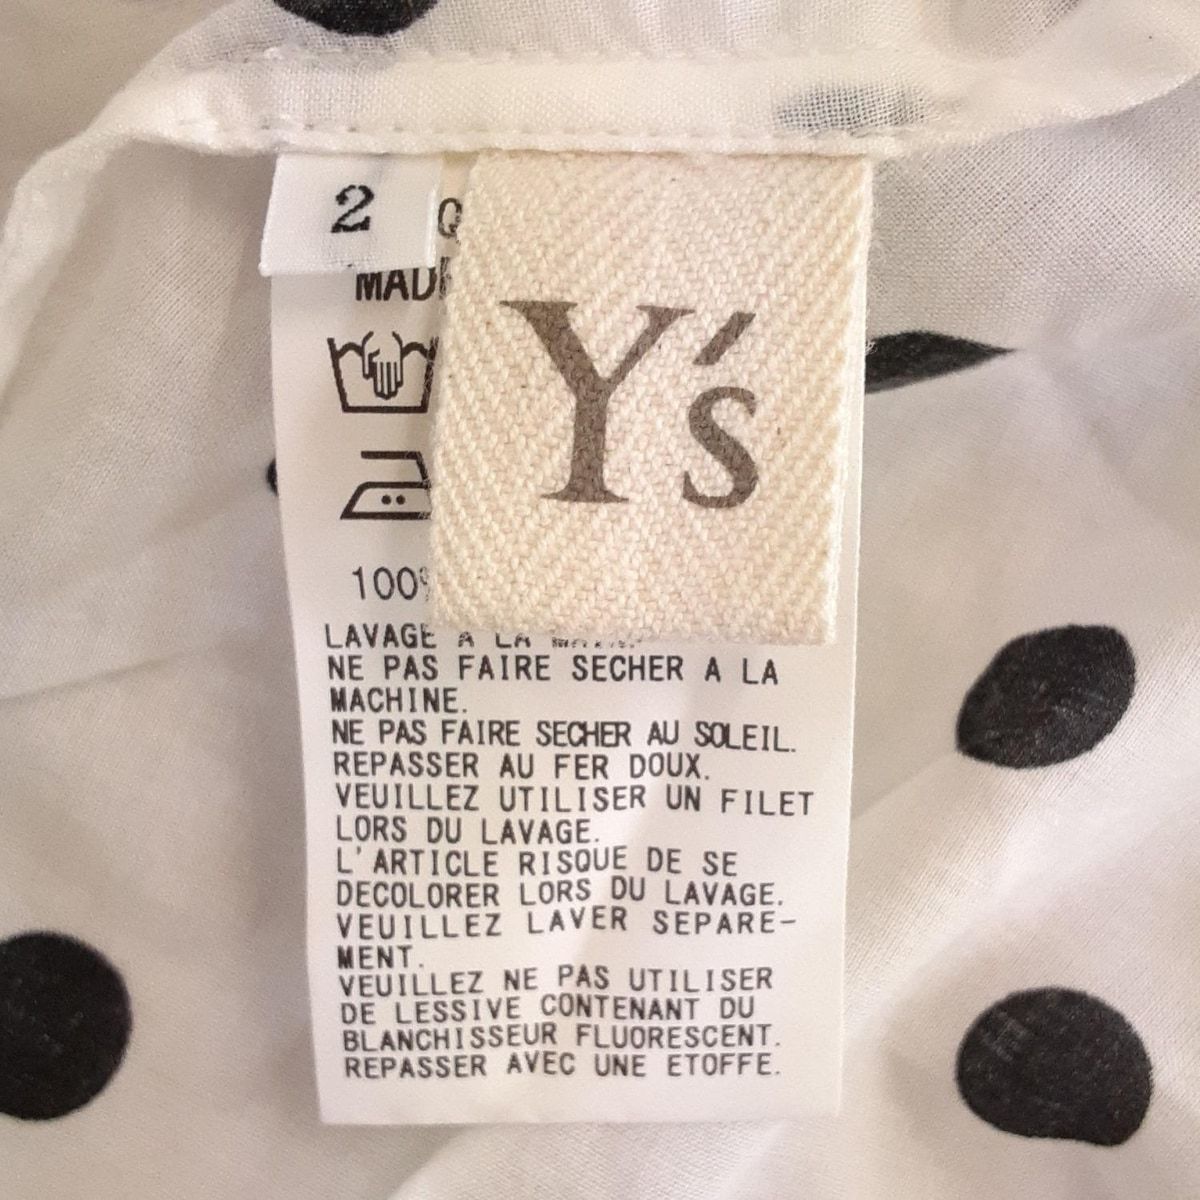 2
Y's
100%
LAVAGE A LA
NE PAS FAIRE SECHER A LA
MACHINE.
NE PAS FAIRE SECHER AU SOLEIL.
REPASSER AU FER DOUX.
VEUILLEZ UTILISER UN FILET
LORS DU LAVAGE.
L'ARTICLE RISQUE DE SE
DECOLORER LORS DU LAVAGE.
VEUILLEZ LAVER SEPARE-
MENT.
VEUILLEZ NE PAS UTILISER
DE LESSIVE CONTENANT DU
BLANCHISSEUR FLUORESCENT.
REPASSER AVEC UNE ETOFFE.